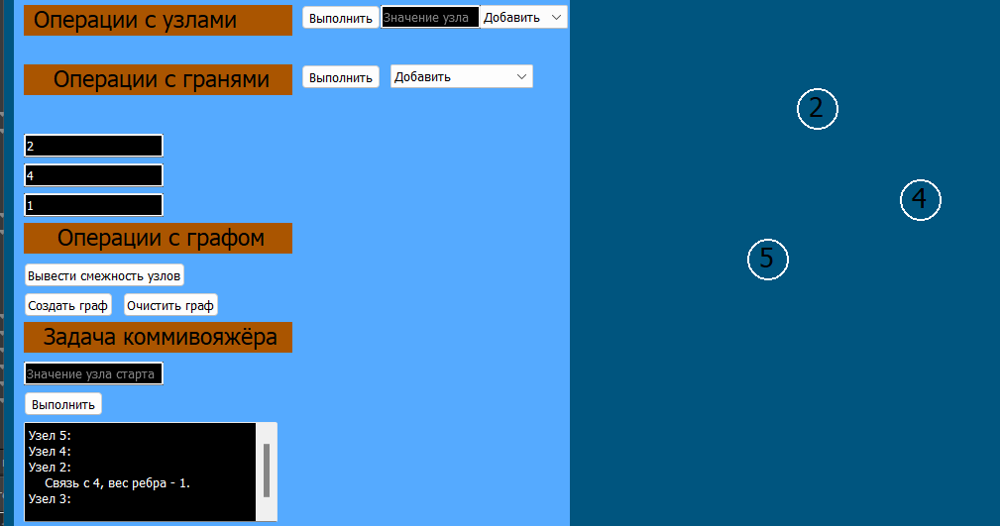 Операции с узлами
Выполнить
Значение узла
Добавить
Операции с гранями
Выполнить
Добавить
2
4
1
Операции с графом
Вывести смежность узлов
Создать граф
Очистить граф
Задача коммивояжёра
Значение узла старта
Выполнить
Узел 5:
Узел 4:
Узел 2:
Связь с 4, вес ребра - 1.
Узел 3:
2
4
5